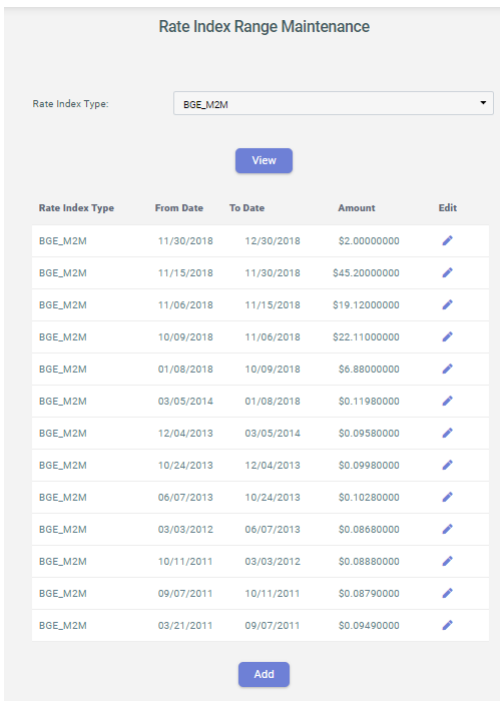 Rate Index Range Maintenance
Rate Index Type: BGE_M2M
View
Rate Index Type From Date To Date Amount Edit
BGE_M2M 11/30/2018 12/30/2018 $2.00000000
BGE_M2M 11/15/2018 11/30/2018 $45.20000000
BGE_M2M 11/06/2018 11/15/2018 $19.12000000
BGE_M2M 10/09/2018 11/06/2018 $22.11000000
BGE_M2M 01/08/2018 10/09/2018 $6.88000000
BGE_M2M 03/05/2014 01/08/2018 $0.11980000
BGE_M2M 12/04/2013 03/05/2014 $0.09580000
BGE_M2M 10/24/2013 12/04/2013 $0.09980000
BGE_M2M 06/07/2013 10/24/2013 $0.10280000
BGE_M2M 03/03/2012 06/07/2013 $0.08680000
BGE_M2M 10/11/2011 03/03/2012 $0.08880000
BGE_M2M 09/07/2011 10/11/2011 $0.08790000
BGE_M2M 03/21/2011 09/07/2011 $0.09490000
Add